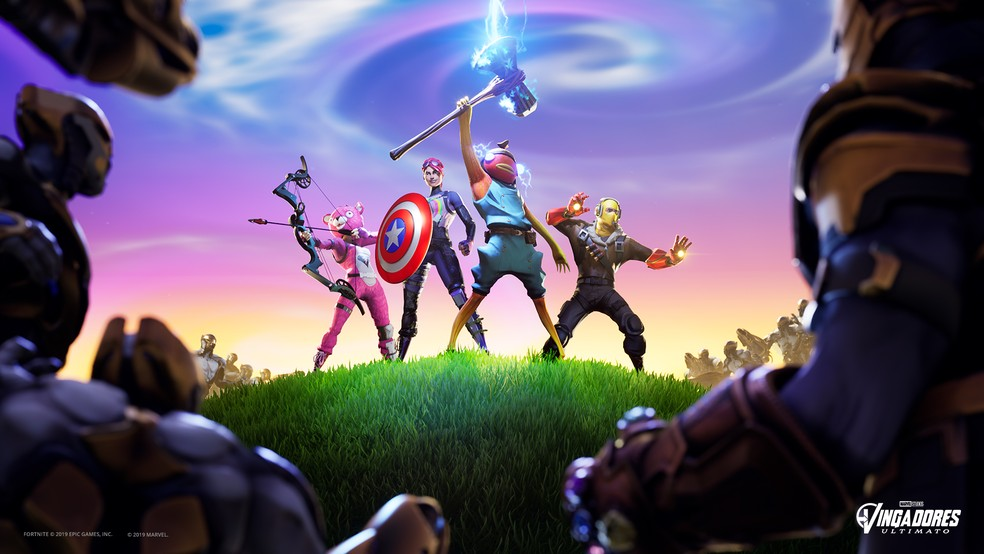 MARVEL STUDIOS
VINGADORES
ULTIMATO
FORTNITE © 2019 EPIC GAMES, INC. © 2019 MARVEL.